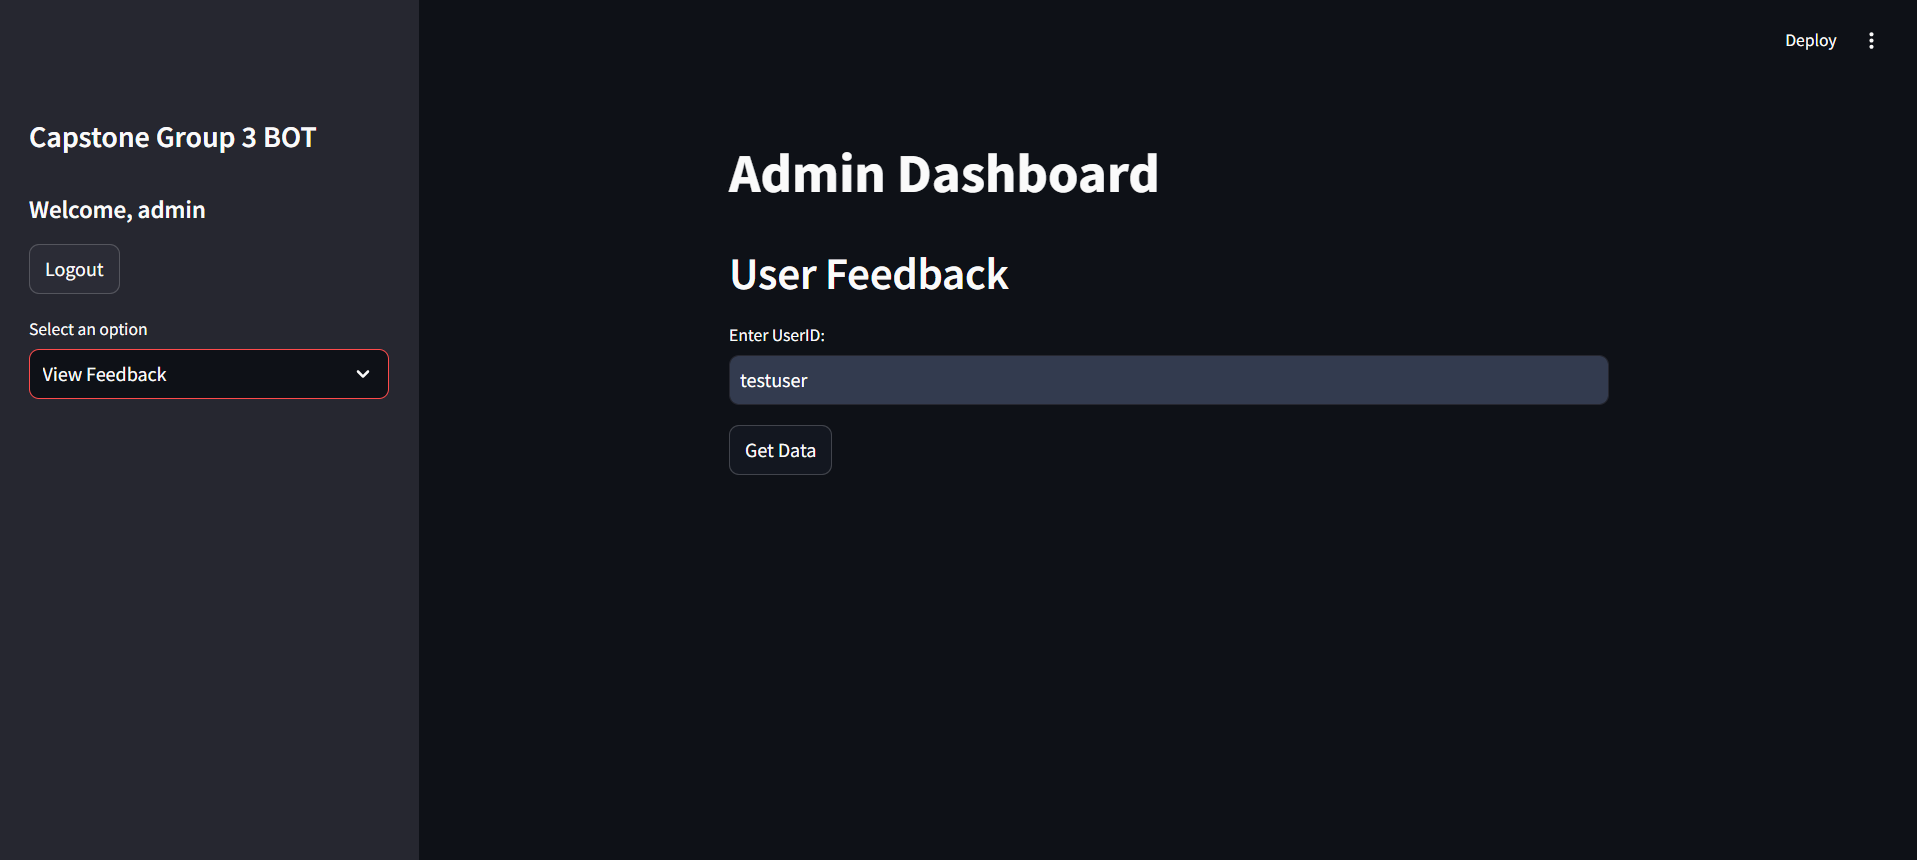 Deploy
Capstone Group 3 BOT
Welcome, admin
Logout
Select an option
View Feedback
Admin Dashboard
User Feedback
Enter UserID:
testuser
Get Data